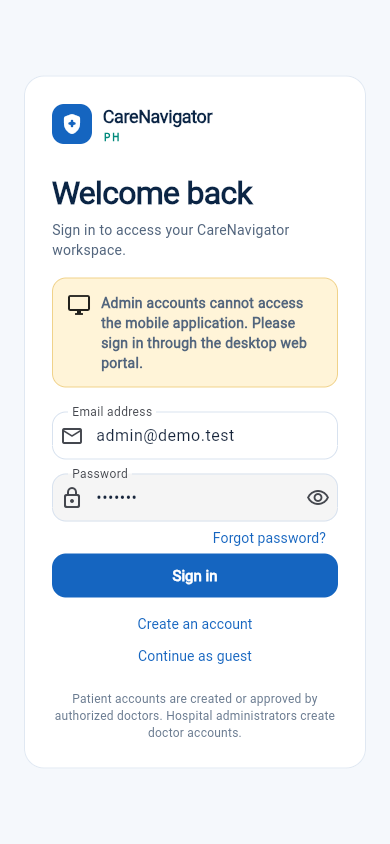 CareNavigator
PH
Welcome back
Sign in to access your CareNavigator
workspace.
Admin accounts cannot access
the mobile application. Please
sign in through the desktop web
portal.
Email address
admin@demo.test
Password
•••••••
Forgot password?
Sign in
Create an account
Continue as guest
Patient accounts are created or approved by
authorized doctors. Hospital administrators create
doctor accounts.